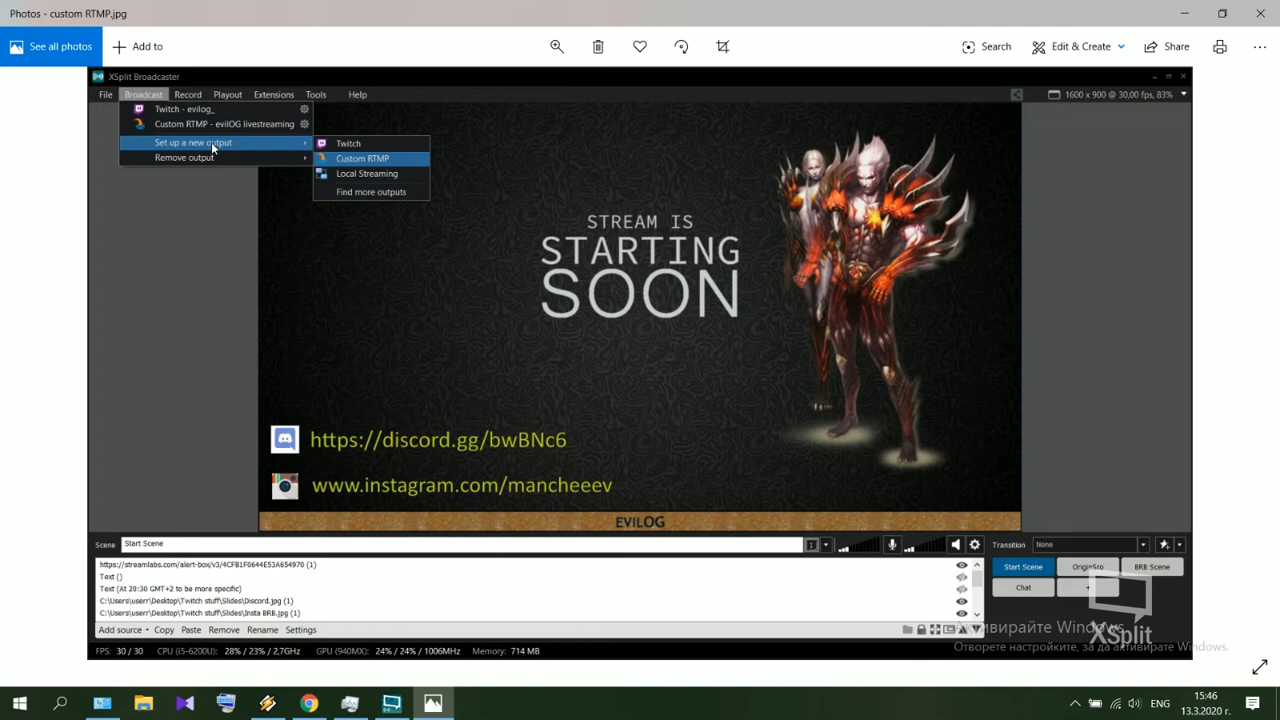 Photos - custom RTMP.jpg
See all photos
Add to
Search
Edit & Create
Share
XSplit Broadcaster
File Broadcast Record Playout Extensions Tools Help
1600 x 900 @ 30,00 fps, 83%
Twitch - evilog_
Custom RTMP - evilOG livestreaming
Set up a new output
Remove output
Twitch
Custom RTMP
Local Streaming
Find more outputs
STREAM IS
STARTING
SOON
https://discord.gg/bwBNc6
www.instagram.com/mancheeev
EVILOG
Scene Start Scene 1
Transition None
https://streamlabs.com/alert-box/v3/4CFB1F0644E53A654970 (1)
Text ()
Text (At 20:30 GMT+2 to be more specific)
C:\Users\userr\Desktop\Twitch stuff\Slides\Discord.jpg (1)
C:\Users\userr\Desktop\Twitch stuff\Slides\Insta BRB.jpg (1)
Start Scene OriginSro BRB Scene
Chat +
Add source Copy Paste Remove Rename Settings
XSplit
Активирайте Windows
Отворете настройките, за да активирате Windows.
FPS: 30 / 30 CPU (i5-6200U) 28% / 23% / 2,7GHz GPU (940MX): 24% / 24% / 1006MHz Memory: 714 MB
ENG
15:46
13.3.2020 г.